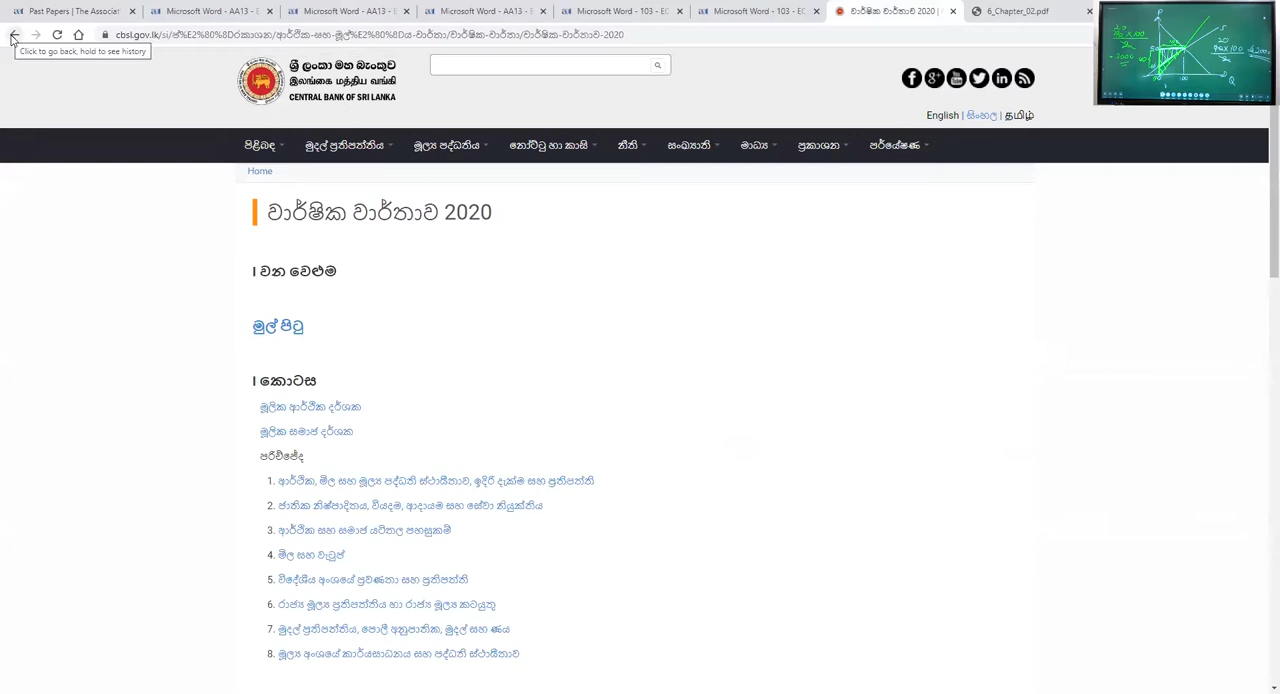 Past Papers | The Associat
Microsoft Word - AA13 - E
Microsoft Word - AA13 - E
Microsoft Word - AA13 - E
Microsoft Word - 103 - EC
Microsoft Word - 103 - EC
වාර්ෂික වාර්තාව 2020 |
6_Chapter_02.pdf
Click to go back, hold to see history
ශ්‍රී ලංකා මහ බැංකුව
இலங்கை மத்திய வங்கி
CENTRAL BANK OF SRI LANKA
English | සිංහල | தமிழ்
පිළිබඳ
මුදල් ප්‍රතිපත්තිය
මූල්‍ය පද්ධතිය
නෝට්ටු හා කාසි
නීති
සංඛ්‍යාති
මාධ්‍ය
ප්‍රකාශන
පර්යේෂණ
Home
වාර්ෂික වාර්තාව 2020
I වන වෙළුම
මුල් පිටු
I කොටස
මූලික ආර්ථික දර්ශක
මූලික සමාජ දර්ශක
පරිච්ඡේද
1. ආර්ථික, මිල සහ මූල්‍ය පද්ධති ස්ථායීතාව, ඉදිරි දැක්ම සහ ප්‍රතිපත්ති
2. ජාතික නිෂ්පාදිතය, වියදම, ආදායම සහ සේවා නියුක්තිය
3. ආර්ථික සහ සමාජ යටිතල පහසුකම්
4. මිල සහ වැටුප්
5. විදේශීය අංශයේ ප්‍රවණතා සහ ප්‍රතිපත්ති
6. රාජ්‍ය මූල්‍ය ප්‍රතිපත්තිය හා රාජ්‍ය මූල්‍ය කටයුතු
7. මුදල් ප්‍රතිපත්තිය, පොලී අනුපාතික, මුදල් සහ ණය
8. මූල්‍ය අංශයේ කාර්යසාධනය සහ පද්ධති ස්ථායීතාව